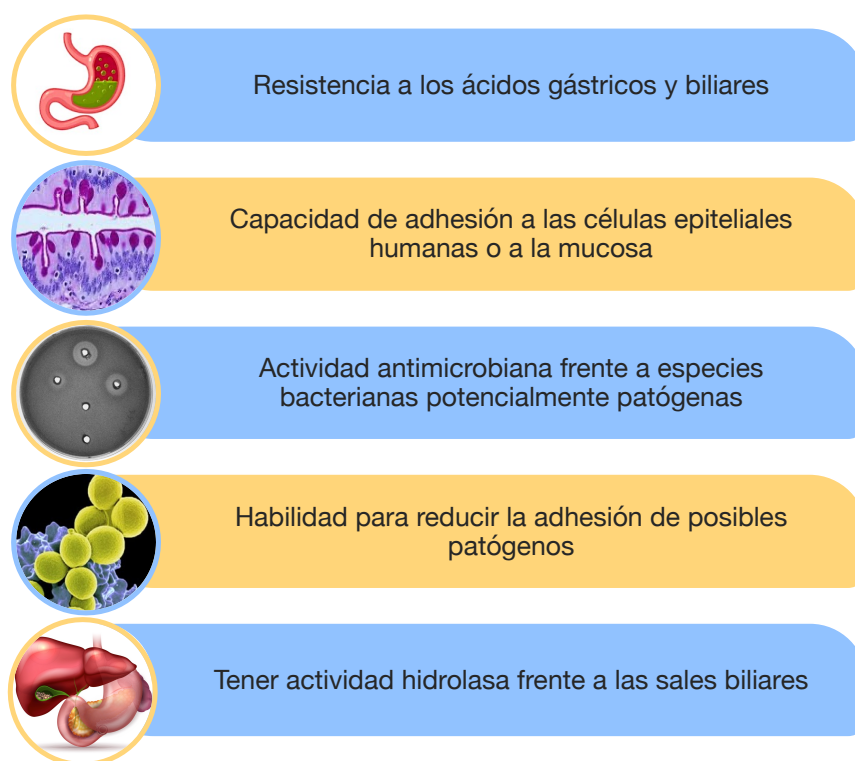 Resistencia a los ácidos gástricos y biliares
Capacidad de adhesión a las células epiteliales
humanas o a la mucosa
Actividad antimicrobiana frente a especies
bacterianas potencialmente patógenas
Habilidad para reducir la adhesión de posibles
patógenos
Tener actividad hidrolasa frente a las sales biliares